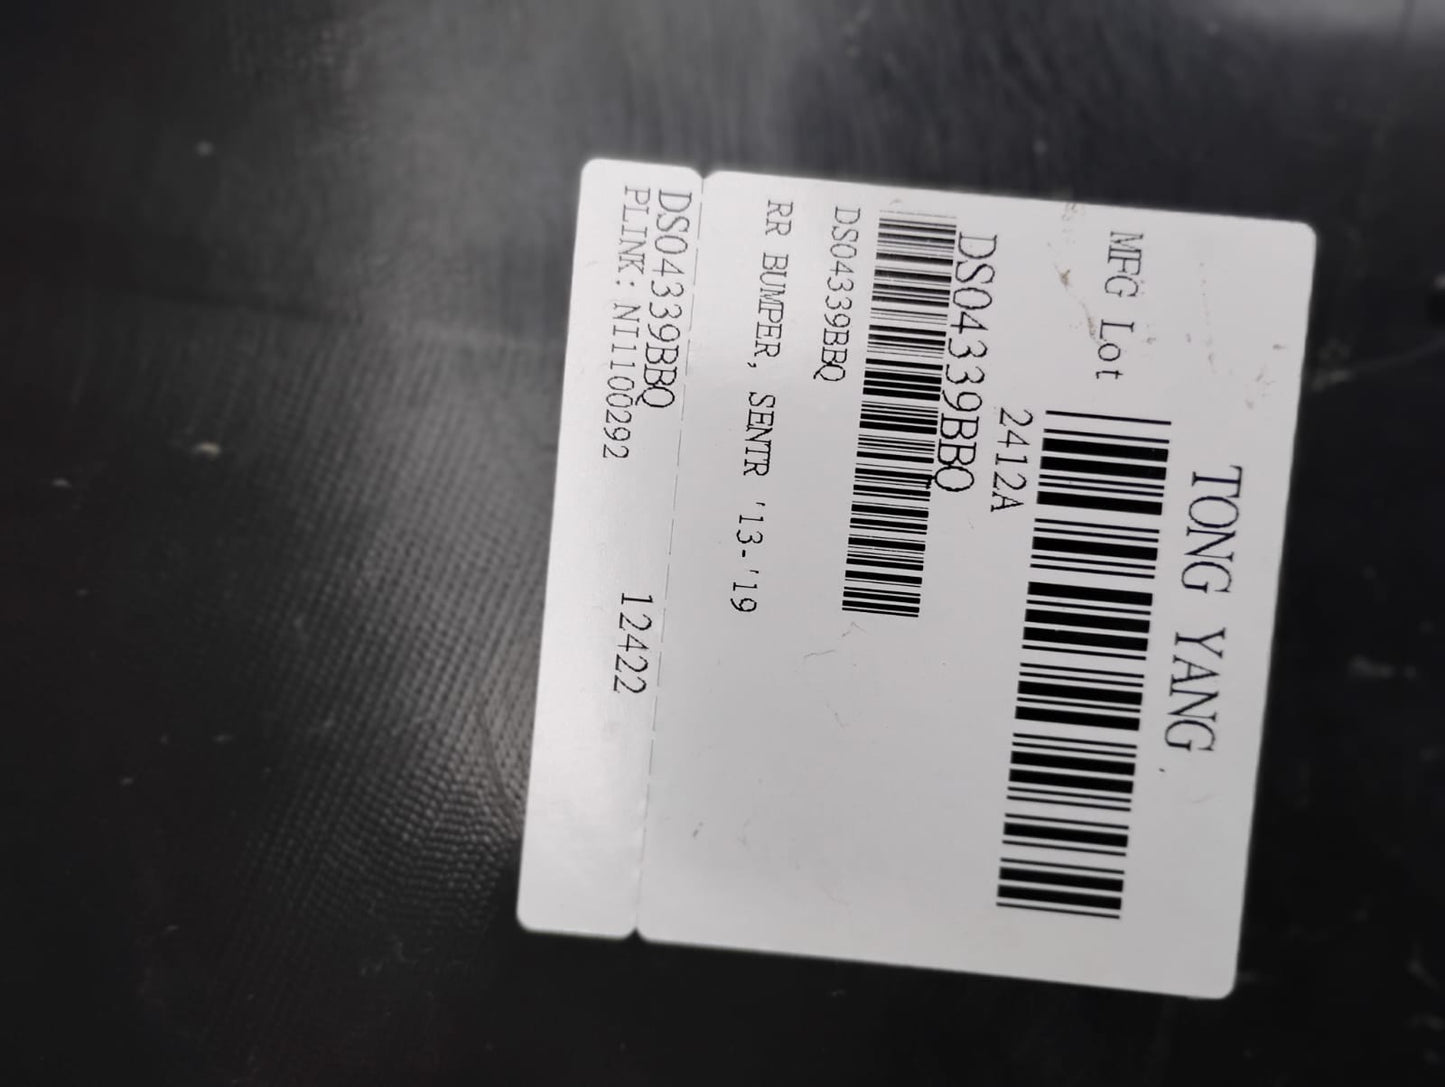 TONG YANG
MFG Lot
2412A
DS04339BBQ
DS04339BBQ
RR BUMPER, SENTR '13-'19
DS04339BBQ
PLINK: NI1100292 12422